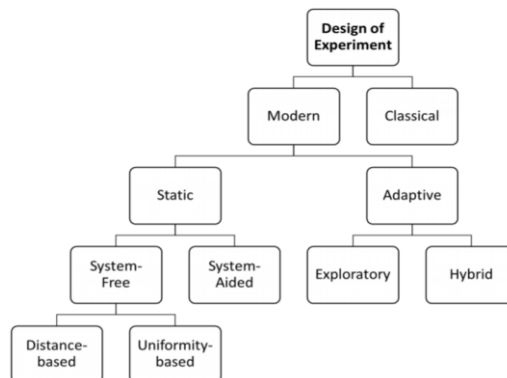 Design of
Experiment
Modern
Classical
Static
Adaptive
System-
Free
System-
Aided
Exploratory
Hybrid
Distance-
based
Uniformity-
based